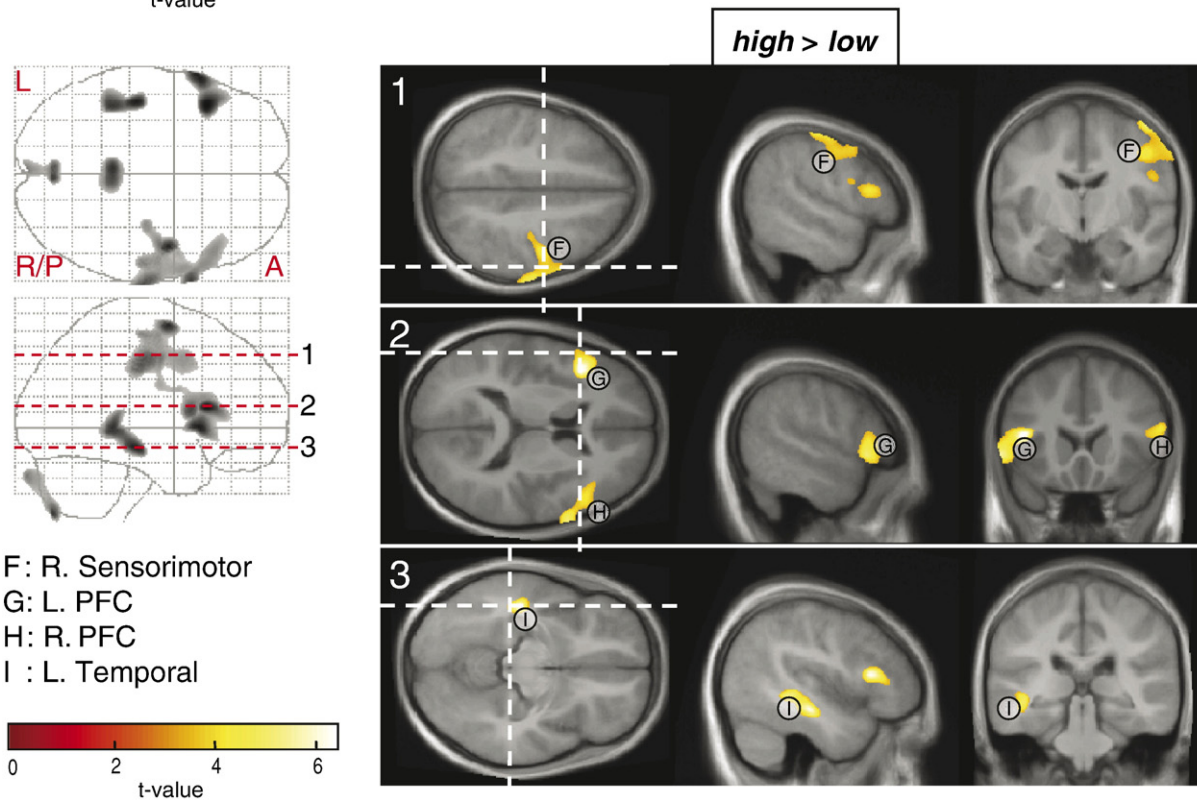 t-value
high > low
L
R/P A
1
2
3
1
F
F
F
2
G
H
G
G
H
3
I
I
I
F: R. Sensorimotor
G: L. PFC
H: R. PFC
I : L. Temporal
0 2 4 6
t-value